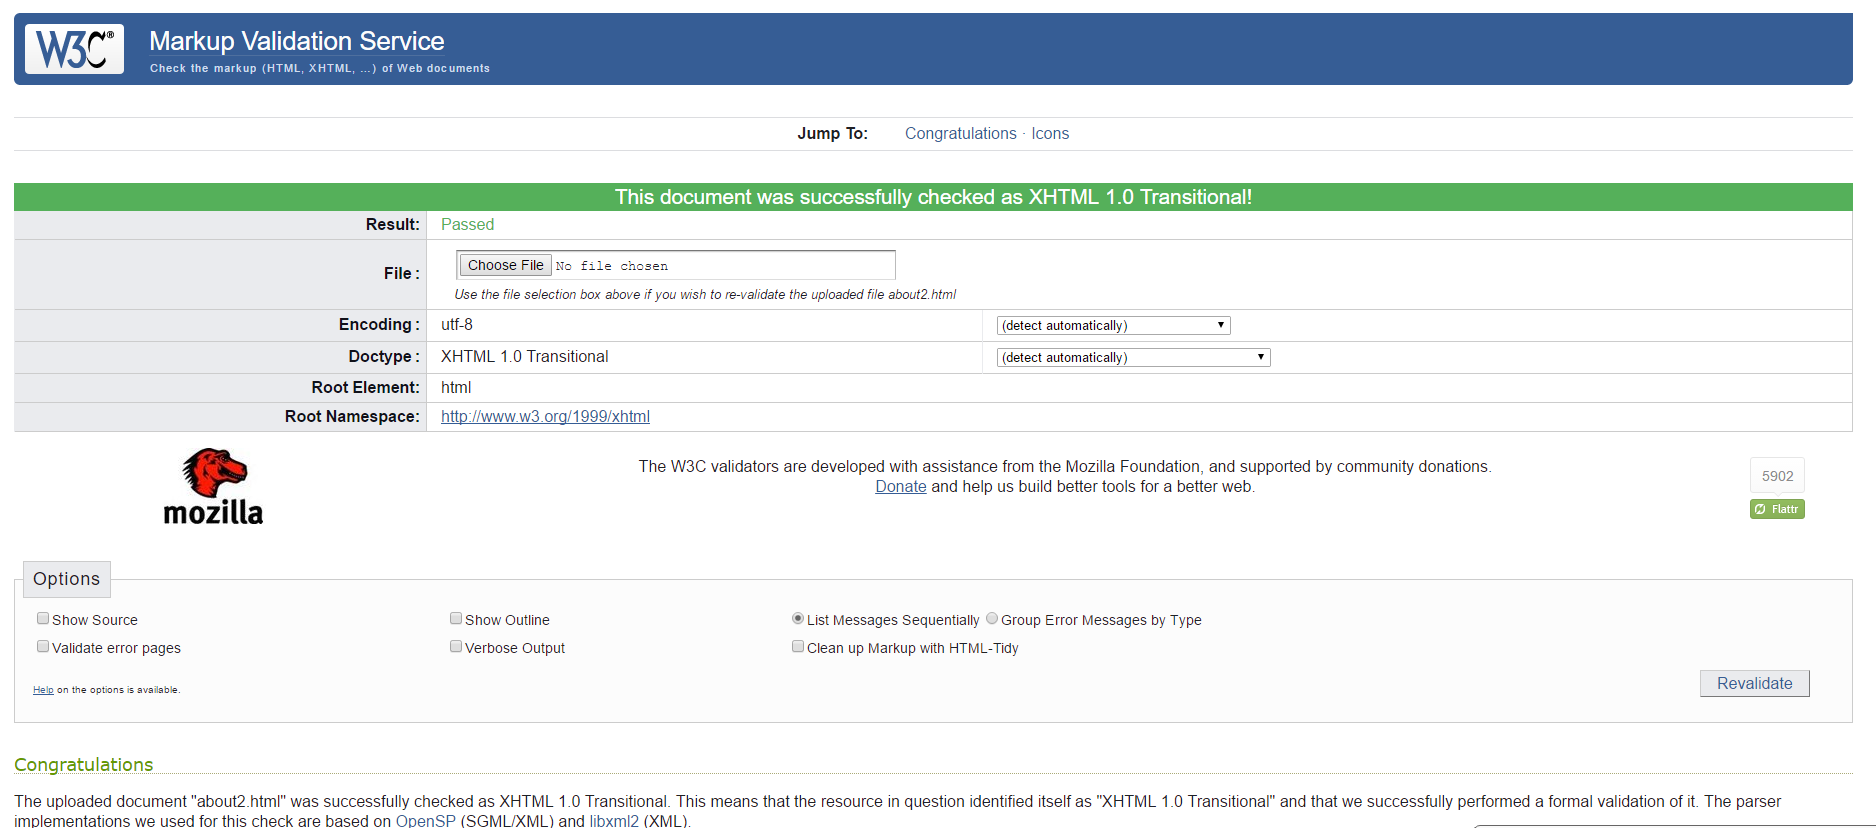 W3C® Markup Validation Service
Check the markup (HTML, XHTML, ...) of Web documents
Jump To: Congratulations · Icons
This document was successfully checked as XHTML 1.0 Transitional!
Result: Passed
File : Choose File No file chosen
Use the file selection box above if you wish to re-validate the uploaded file about2.html
Encoding : utf-8 (detect automatically)
Doctype : XHTML 1.0 Transitional (detect automatically)
Root Element: html
Root Namespace: http://www.w3.org/1999/xhtml
mozilla
The W3C validators are developed with assistance from the Mozilla Foundation, and supported by community donations.
Donate and help us build better tools for a better web.
5902
Flattr
Options
Show Source Show Outline List Messages Sequentially Group Error Messages by Type
Validate error pages Verbose Output Clean up Markup with HTML-Tidy
Help on the options is available.
Revalidate
Congratulations
The uploaded document "about2.html" was successfully checked as XHTML 1.0 Transitional. This means that the resource in question identified itself as "XHTML 1.0 Transitional" and that we successfully performed a formal validation of it. The parser
implementations we used for this check are based on OpenSP (SGML/XML) and libxml2 (XML).